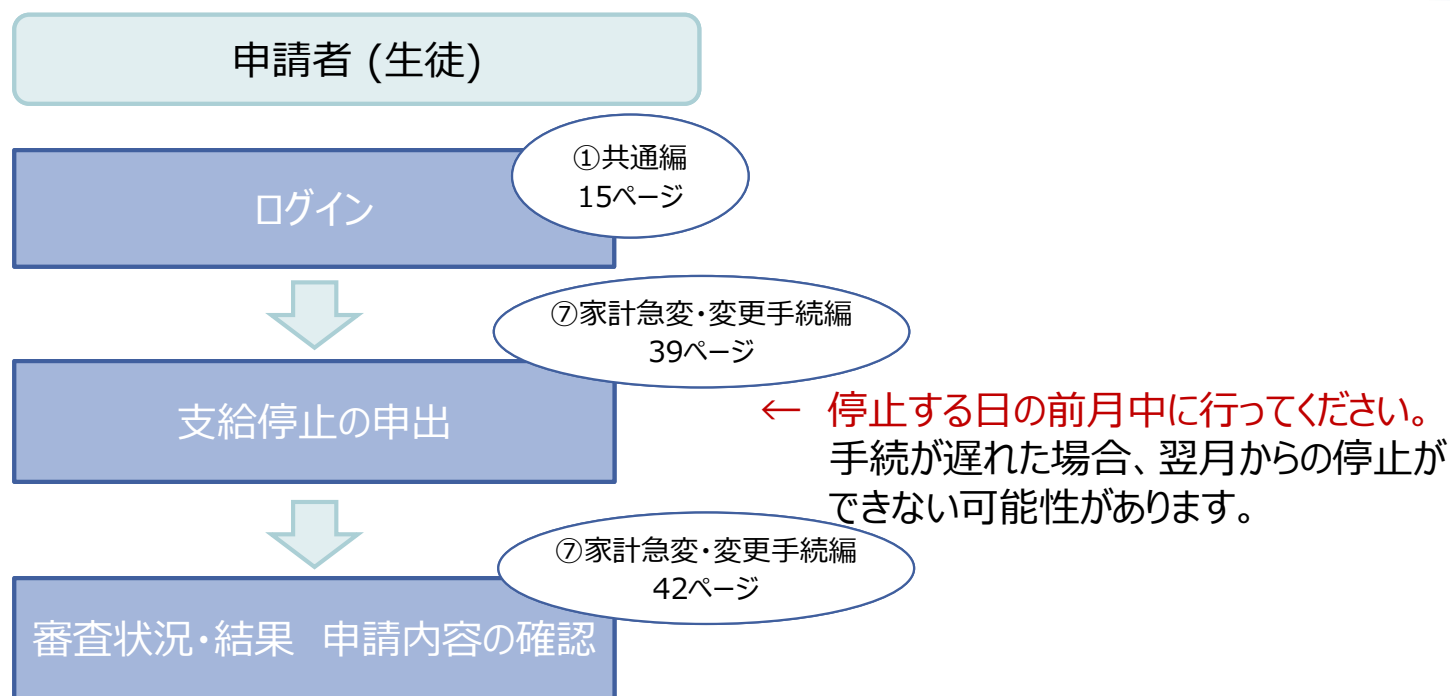 申請者 (生徒)
①共通編
15ページ
ログイン
⑦家計急変・変更手続編
39ページ
支給停止の申出
← 停止する日の前月中に行ってください。
手続が遅れた場合、翌月からの停止が
できない可能性があります。
⑦家計急変・変更手続編
42ページ
審査状況・結果　申請内容の確認